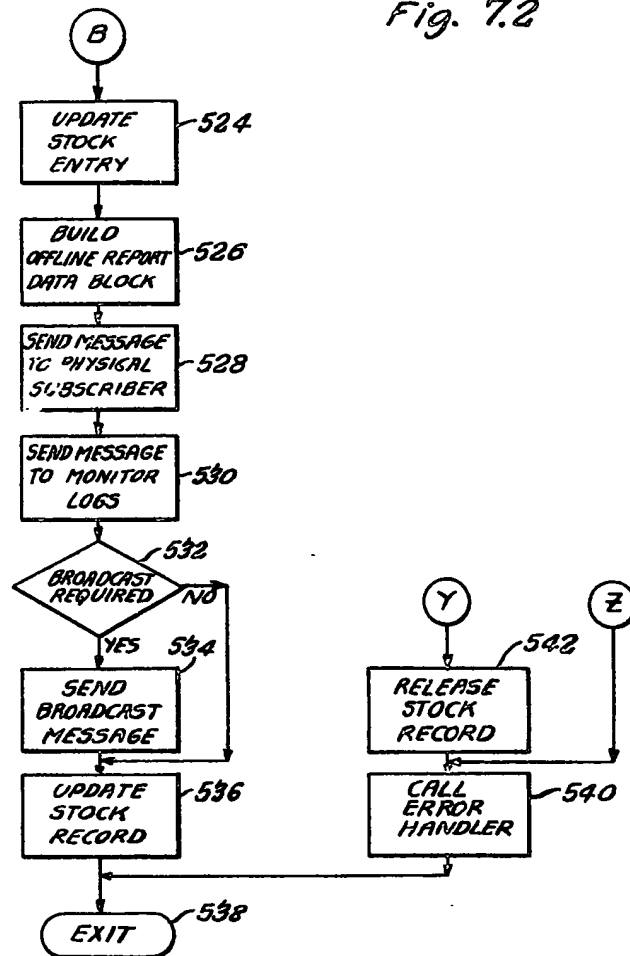 Fig. 7.2
B
UPDATE
STOCK
ENTRY
524
BUILD
OFFLINE REPORT
DATA BLOCK
526
SEND MESSAGE
TO PHYSICAL
SUBSCRIBER
528
SEND MESSAGE
TO MONITOR
LOGS
530
532
BROADCAST
REQUIRED
NO
YES
534
SEND
BROADCAST
MESSAGE
536
UPDATE
STOCK
RECORD
Y
Z
542
RELEASE
STOCK
RECORD
CALL
ERROR
HANDLER
540
EXIT
538